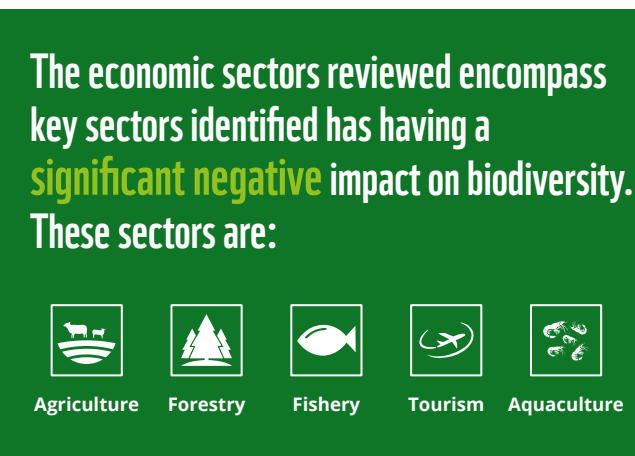 The economic sectors reviewed encompass
key sectors identified has having a
significant negative impact on biodiversity.
These sectors are:
Agriculture Forestry Fishery Tourism Aquaculture